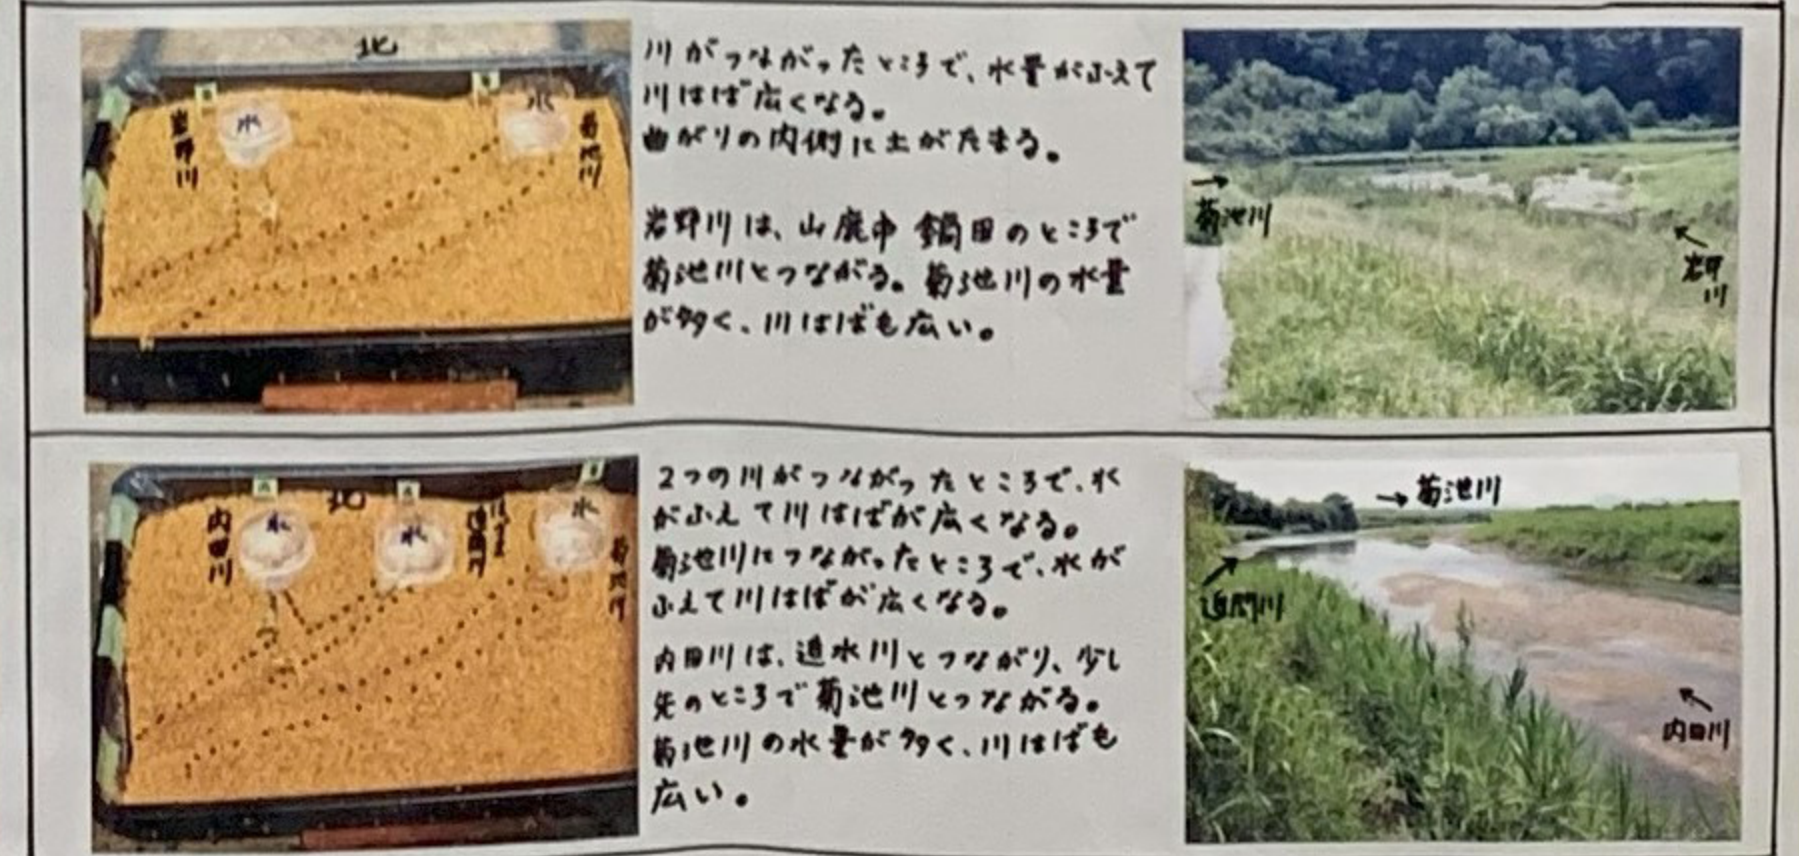 北
水
水
岩野川
菊池川
川がつながったところで、水量がふえて
川はば広くなる。
曲がりの内側に土がたまる。
岩野川は、山鹿市鍋田のところで
菊池川とつながる。菊池川の水量
が多く、川はばも広い。
→
菊池川
岩野川
北
水
水
水
内田川
迫間川
菊池川
2つの川がつながったところで、水
がふえて川はばが広くなる。
菊池川につながったところで、水が
ふえて川はばが広くなる。
内田川は、迫水川とつながり、少し
先のところで菊池川とつながる。
菊池川の水量が多く、川はばも
広い。
→菊池川
迫間川
内田川